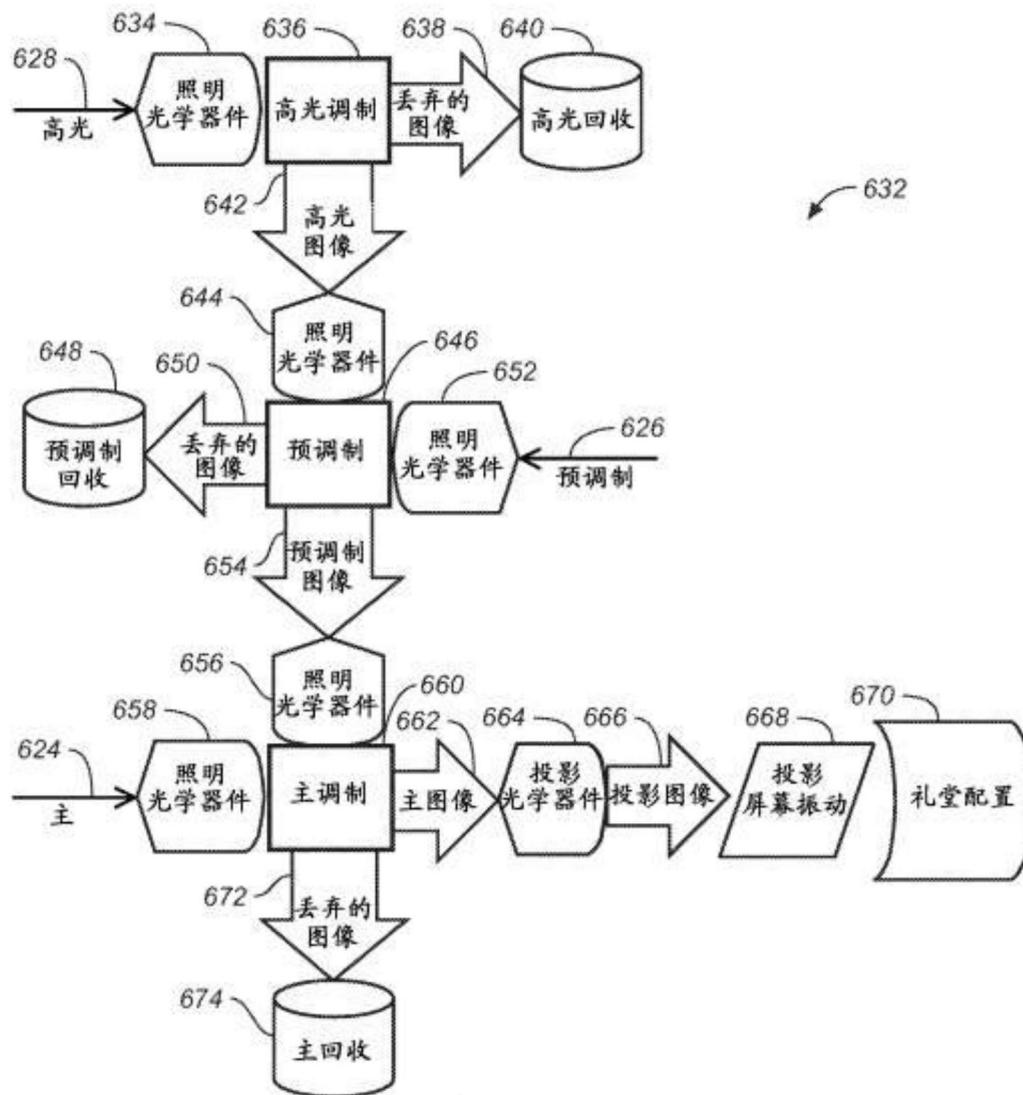 634
636
638
640
628
高光
照明
光学器件
高光调制
丢弃的
图像
高光回收
642
高光
图像
632
644
照明
光学器件
646
648
650
652
预调制
回收
丢弃的
图像
预调制
照明
光学器件
626
预调制
654
预调制
图像
656
照明
光学器件
658
660
662
664
666
668
670
624
主
照明
光学器件
主调制
主图像
投影
光学器件
投影图像
投影
屏幕振动
礼堂配置
672
丢弃的
图像
674
主回收